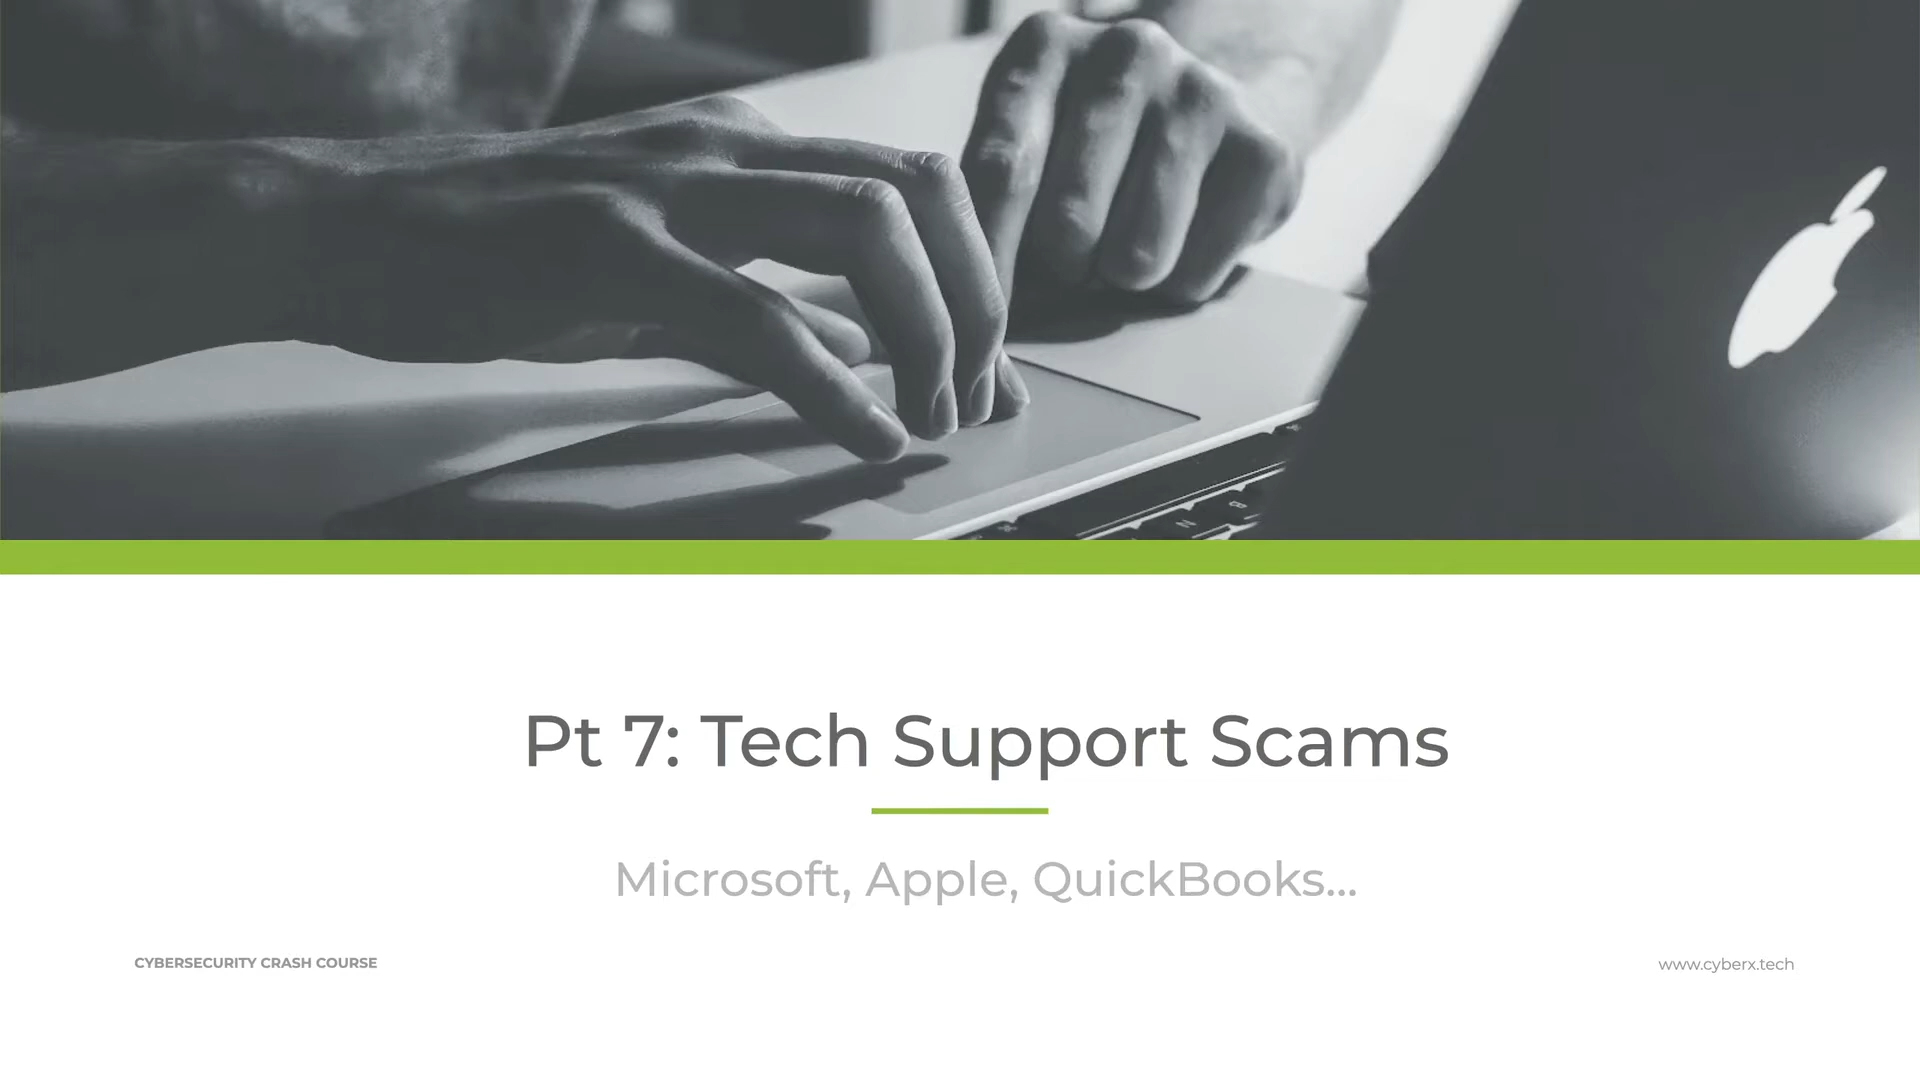 Pt 7: Tech Support Scams
Microsoft, Apple, QuickBooks...
CYBERSECURITY CRASH COURSE
www.cyberx.tech